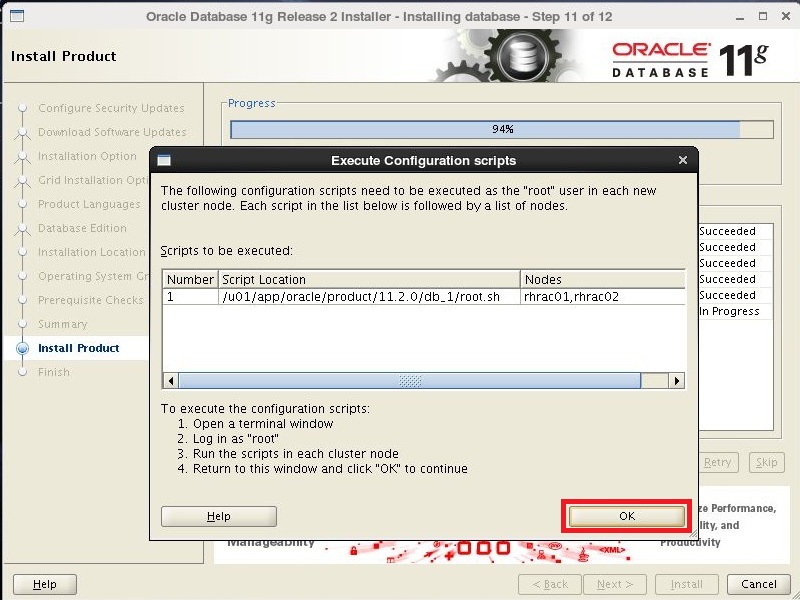 Oracle Database 11g Release 2 Installer - Installing database - Step 11 of 12
Install Product
ORACLE
DATABASE 11g
Configure Security Updates
Download Software Updates
Installation Option
Grid Installation Opti
Product Languages
Database Edition
Installation Location
Operating System Gr
Prerequisite Checks
Summary
Install Product
Finish
Progress
94%
Succeeded
Succeeded
Succeeded
Succeeded
Succeeded
In Progress
Retry
Skip
Execute Configuration scripts
The following configuration scripts need to be executed as the "root" user in each new
cluster node. Each script in the list below is followed by a list of nodes.
Scripts to be executed:
Number Script Location Nodes
1 /u01/app/oracle/product/11.2.0/db_1/root.sh rhrac01,rhrac02
To execute the configuration scripts:
1. Open a terminal window
2. Log in as "root"
3. Run the scripts in each cluster node
4. Return to this window and click "OK" to continue
Help
OK
ze Performance,
lity, and
Productivity
Manageability
<XML>
Help
< Back
Next >
Install
Cancel